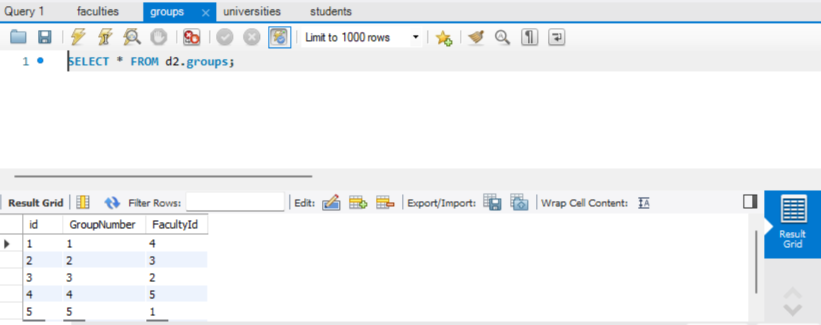 Query 1 faculties groups universities students
Limit to 1000 rows
1 SELECT * FROM d2.groups;
Result Grid Filter Rows: Edit: Export/Import: Wrap Cell Content:
id GroupNumber FacultyId
1 1 4
2 2 3
3 3 2
4 4 5
5 5 1
Result
Grid